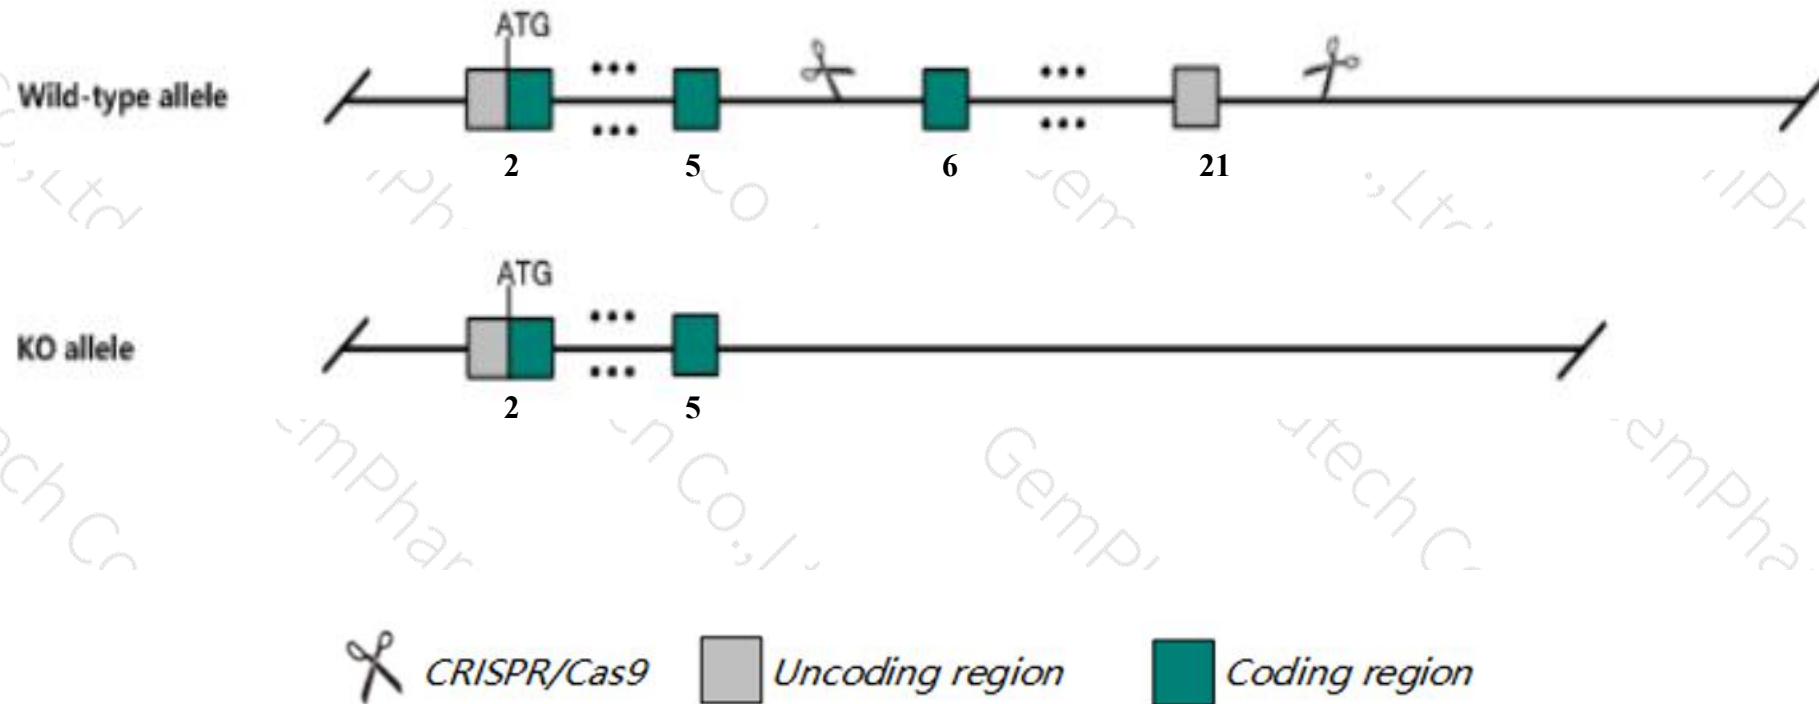 ATG
Wild-type allele
2 5 6 21
ATG
KO allele
2 5
CRISPR/Cas9 Uncoding region Coding region